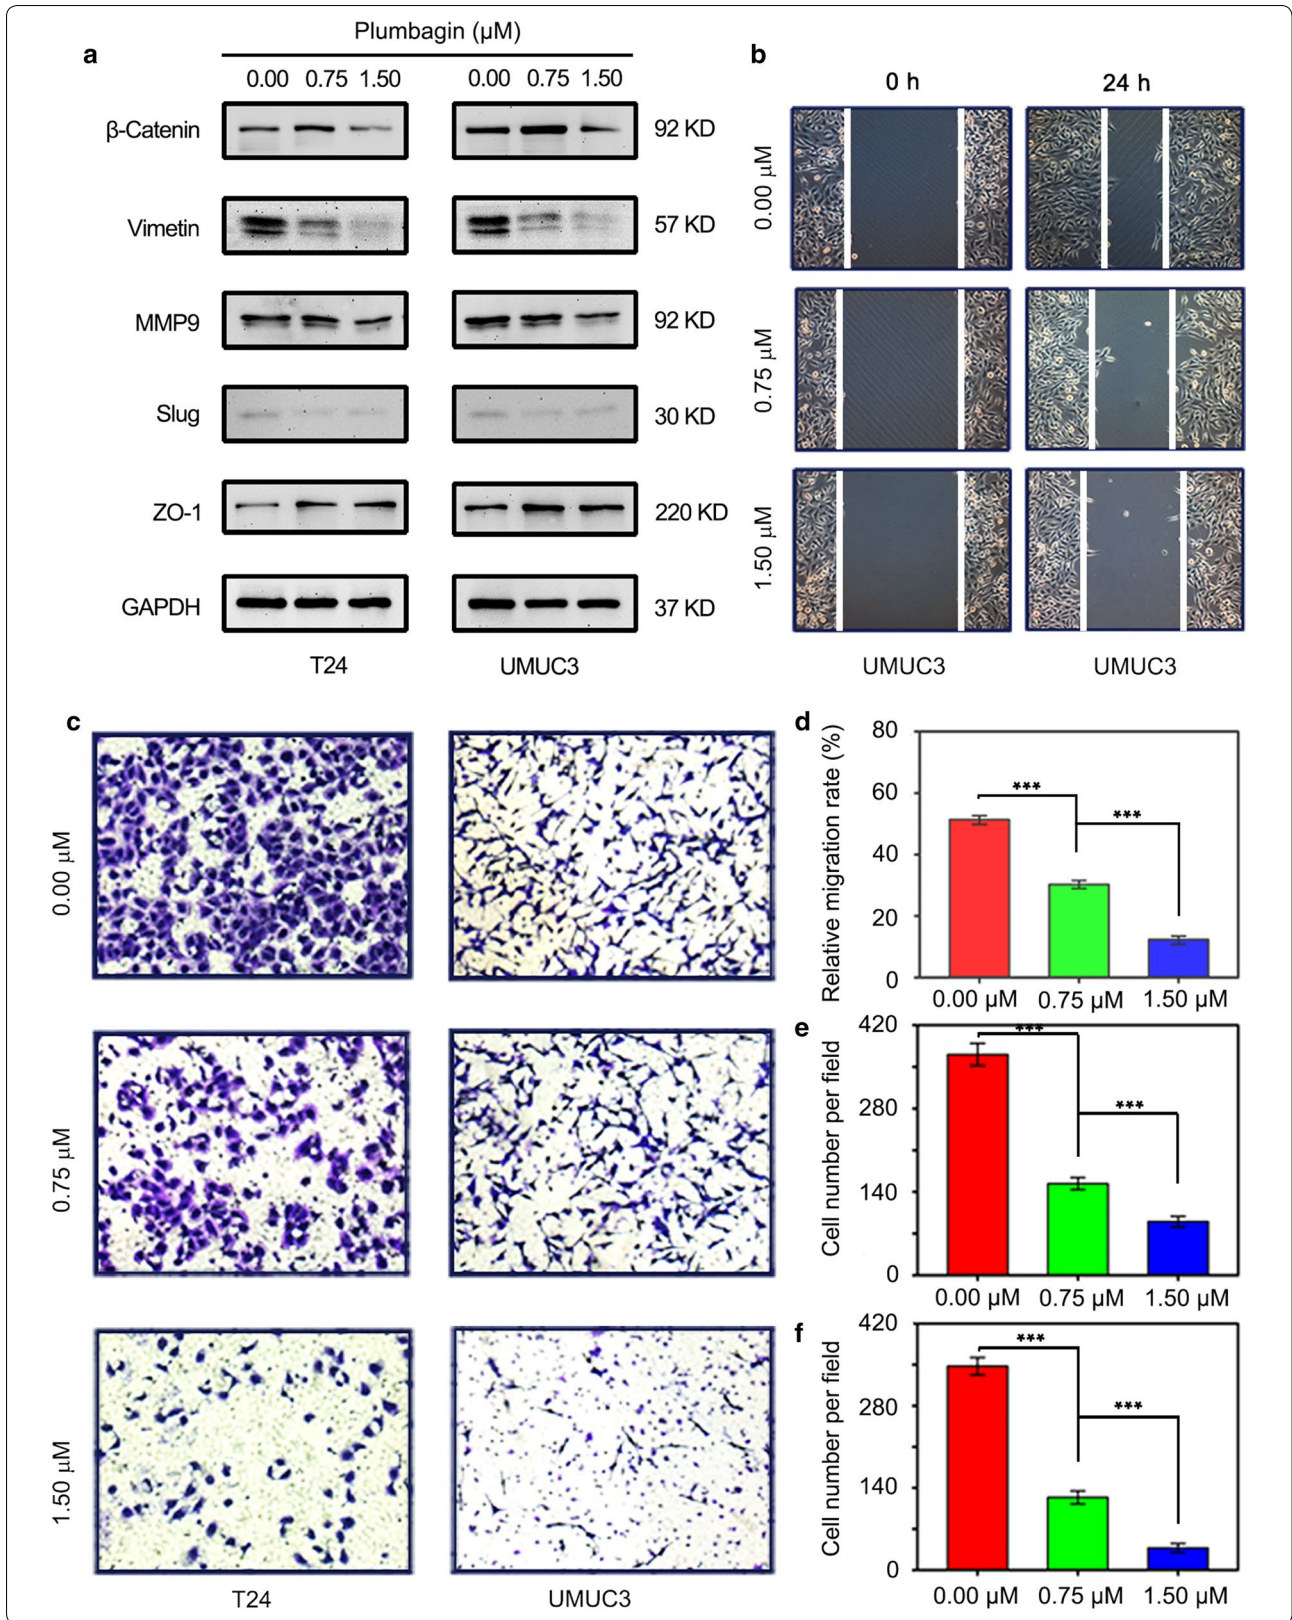 Plumbagin (µM)
a
0.00 0.75 1.50 0.00 0.75 1.50
β-Catenin 92 KD
Vimetin 57 KD
MMP9 92 KD
Slug 30 KD
ZO-1 220 KD
GAPDH 37 KD
T24 UMUC3
b
0 h 24 h
0.00 µM
0.75 µM
1.50 µM
UMUC3 UMUC3
c
0.00 µM
0.75 µM
1.50 µM
T24 UMUC3
d
Relative migration rate (%)
80
60
40
20
0
***
***
0.00 µM 0.75 µM 1.50 µM
e
Cell number per field
420
280
140
0
***
***
0.00 µM 0.75 µM 1.50 µM
f
Cell number per field
420
280
140
0
***
***
0.00 µM 0.75 µM 1.50 µM